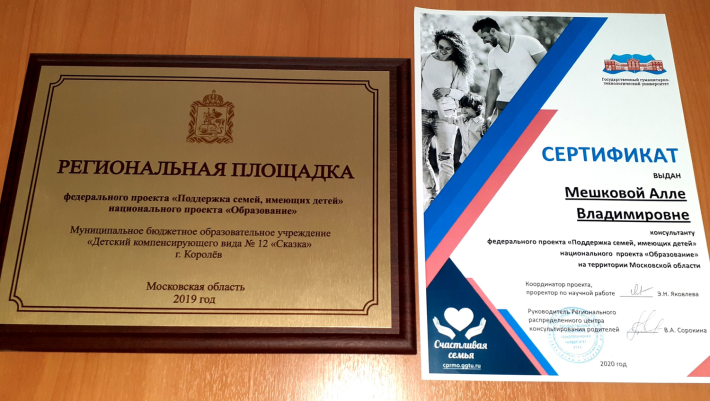 РЕГИОНАЛЬНАЯ ПЛОЩАДКА
федерального проекта «Поддержка семей, имеющих детей»
национального проекта «Образование»
Муниципальное бюджетное образовательное учреждение
«Детский компенсирующего вида № 12 «Сказка»
г. Королёв
Московская область
2019 год
Государственный гуманитарно-
технологический университет
СЕРТИФИКАТ
ВЫДАН
Мешковой Алле
Владимировне
консультанту
федерального проекта «Поддержка семей, имеющих детей»
национального проекта «Образование»
на территории Московской области
Координатор проекта,
проректор по научной работе
Э.Н. Яковлева
Руководитель Регионального
распределенного центра
консультирования родителей
В.А. Сорокина
2020 год
Счастливая
семья
cprmo.ggtu.ru